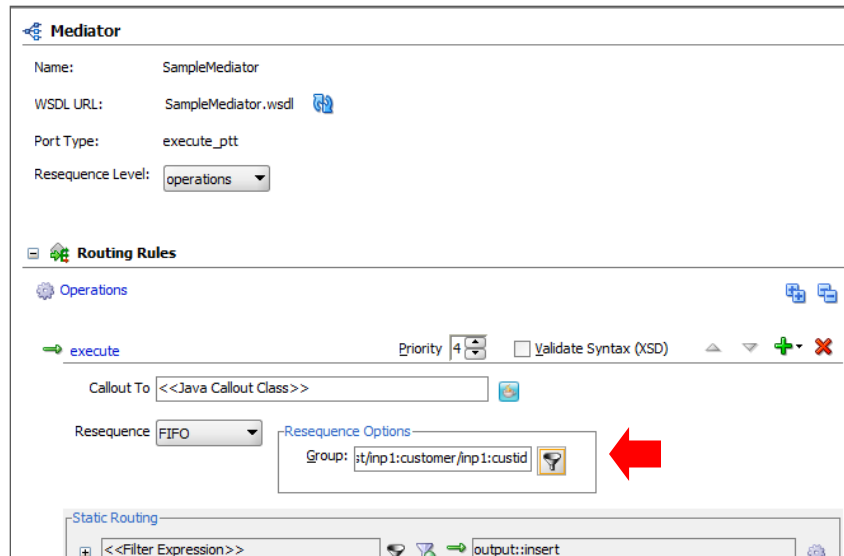 Mediator
Name: SampleMediator
WSDL URL: SampleMediator.wsdl
Port Type: execute_ptt
Resequence Level: operations
Routing Rules
Operations
execute Priority 4 Validate Syntax (XSD)
Callout To <<Java Callout Class>>
Resequence FIFO Resequence Options
Group: st/inp1:customer/inp1:custid
Static Routing
<<Filter Expression>> output::insert